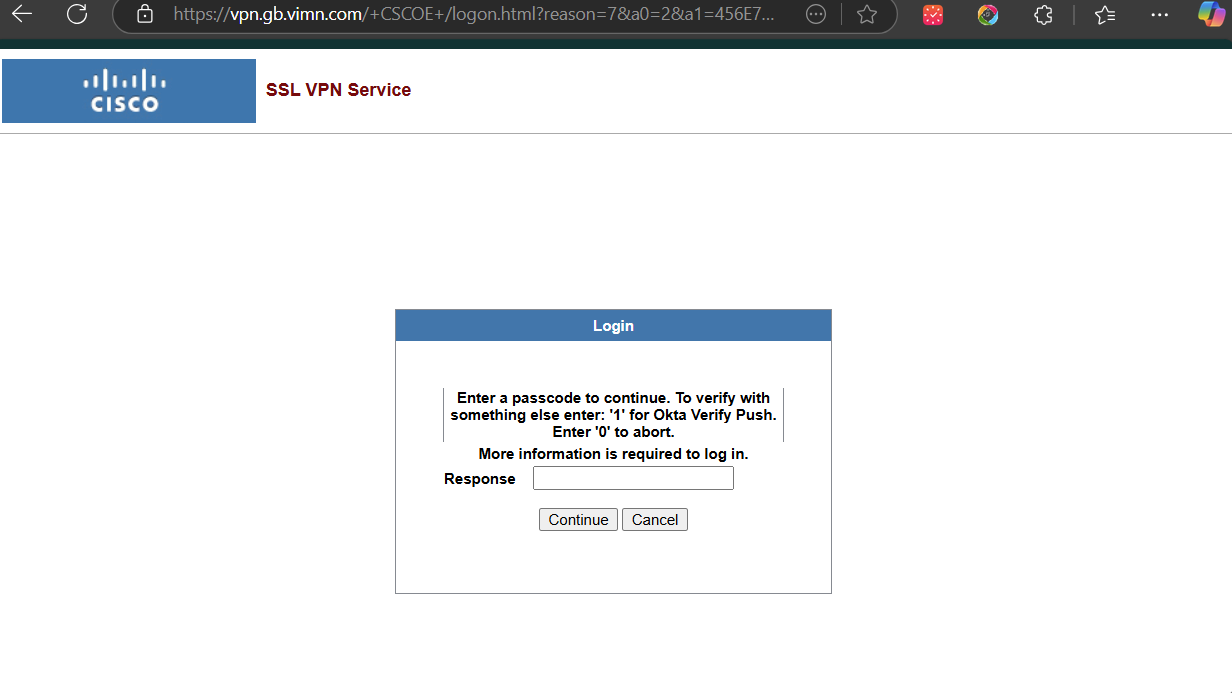 https://vpn.gb.vimn.com/+CSCOE+/logon.html?reason=7&a0=2&a1=456E7...
CISCO
SSL VPN Service
Login
Enter a passcode to continue. To verify with
something else enter: '1' for Okta Verify Push.
Enter '0' to abort.
More information is required to log in.
Response
Continue Cancel